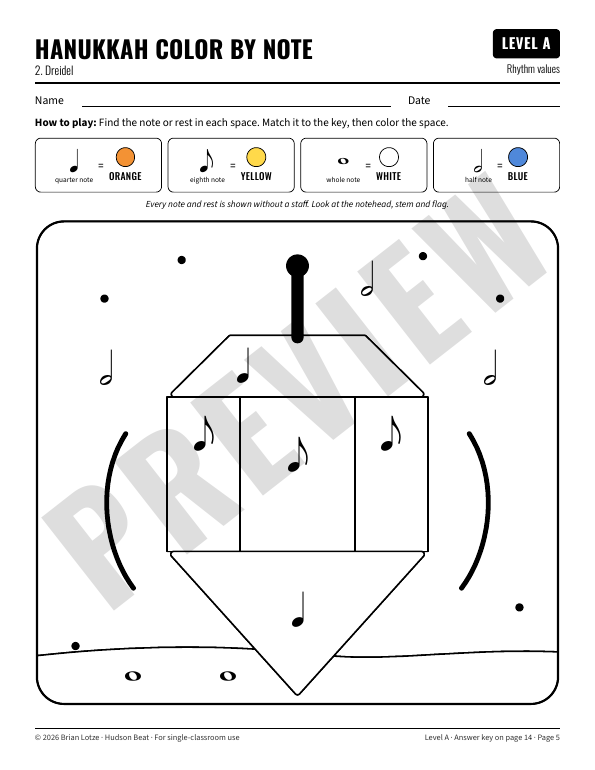 HANUKKAH COLOR BY NOTE
LEVEL A
2. Dreidel
Rhythm values
Name
Date
How to play: Find the note or rest in each space. Match it to the key, then color the space.
quarter note = ORANGE
eighth note = YELLOW
whole note = WHITE
half note = BLUE
Every note and rest is shown without a staff. Look at the notehead, stem and flag.
PREVIEW
© 2026 Brian Lotze · Hudson Beat · For single-classroom use
Level A · Answer key on page 14 · Page 5